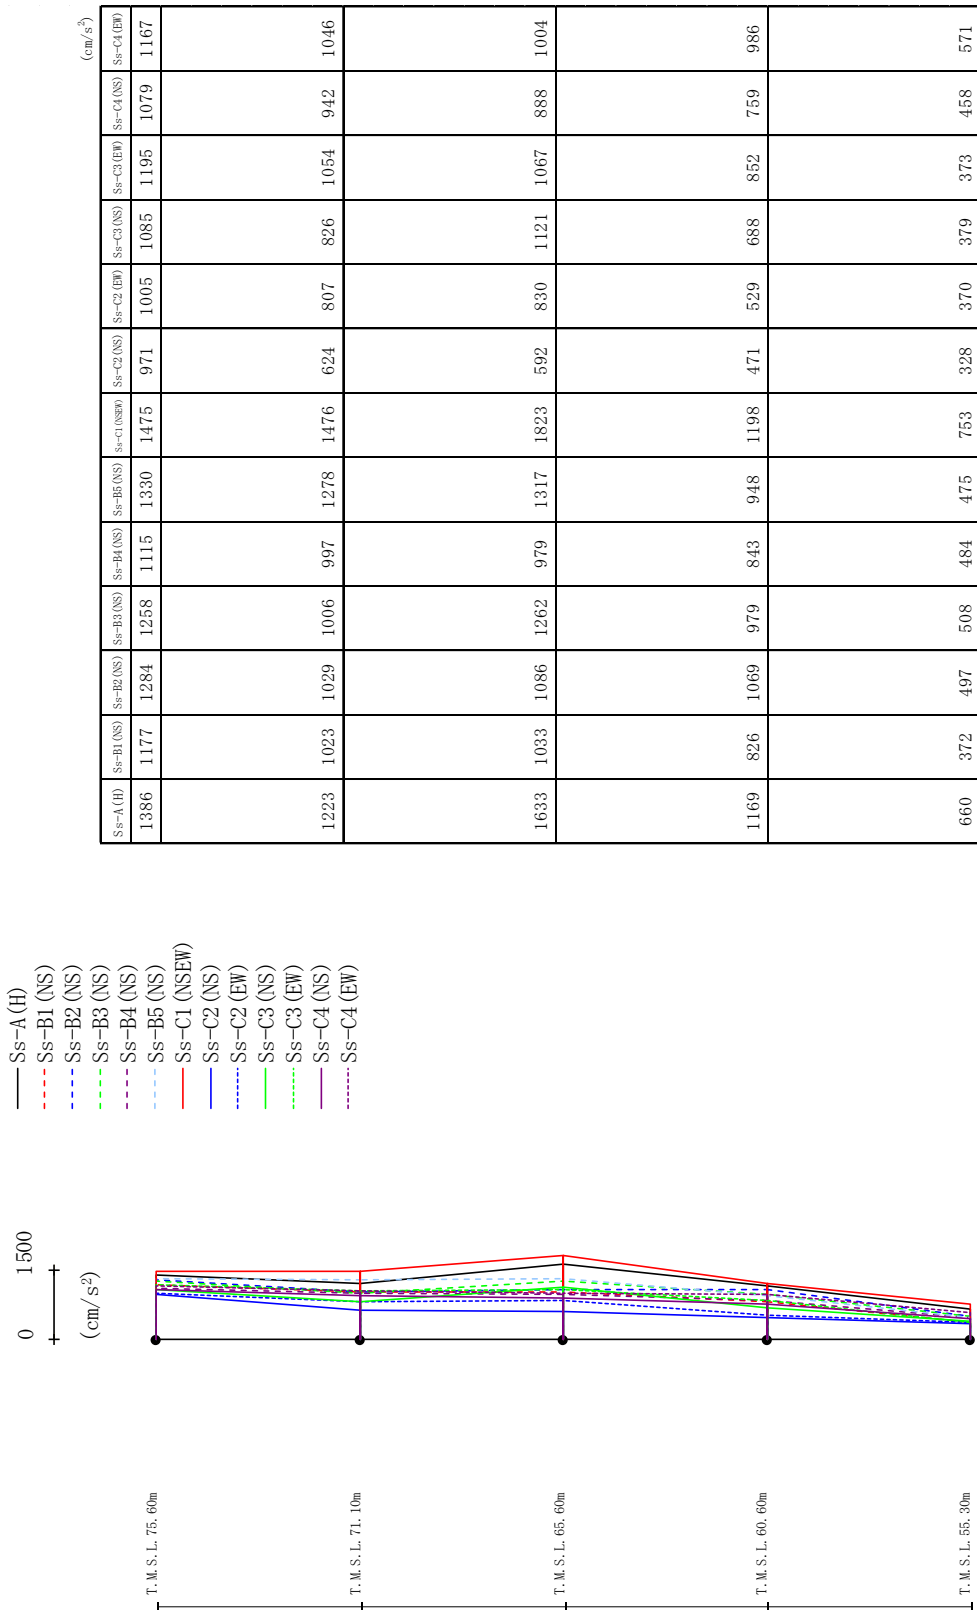 (cm/s²)
Ss-A(H) Ss-B1(NS) Ss-B2(NS) Ss-B3(NS) Ss-B4(NS) Ss-B5(NS) Ss-C1(NSEW) Ss-C2(NS) Ss-C2(EW) Ss-C3(NS) Ss-C3(EW) Ss-C4(NS) Ss-C4(EW)
1386 1177 1284 1258 1115 1330 1475 971 1005 1085 1195 1079 1167
1223 1023 1029 1006 997 1278 1476 624 807 826 1054 942 1046
1633 1033 1086 1262 979 1317 1823 592 830 1121 1067 888 1004
1169 826 1069 979 843 948 1198 471 529 688 852 759 986
660 372 497 508 484 475 753 328 370 379 373 458 571
Ss-A(H)
Ss-B1(NS)
Ss-B2(NS)
Ss-B3(NS)
Ss-B4(NS)
Ss-B5(NS)
Ss-C1(NSEW)
Ss-C2(NS)
Ss-C2(EW)
Ss-C3(NS)
Ss-C3(EW)
Ss-C4(NS)
Ss-C4(EW)
0 1500
(cm/s²)
T.M.S.L.75.60m
T.M.S.L.71.10m
T.M.S.L.65.60m
T.M.S.L.60.60m
T.M.S.L.55.30m